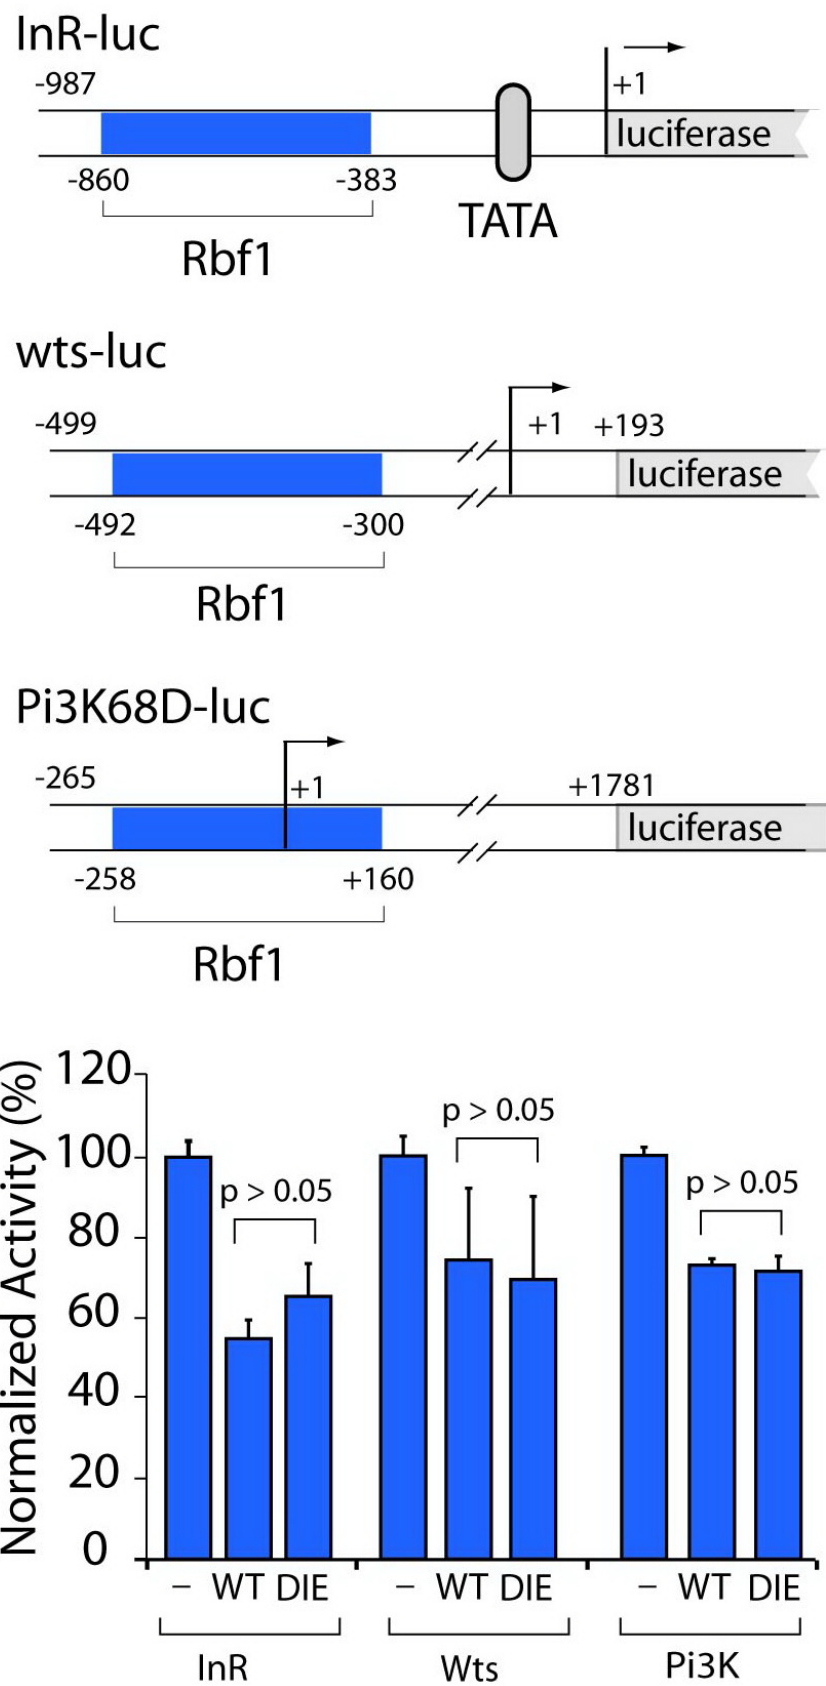 InR-luc
-987
+1
luciferase
-860 -383
TATA
Rbf1
wts-luc
-499
+1 +193
luciferase
-492 -300
Rbf1
Pi3K68D-luc
-265
+1
+1781
luciferase
-258 +160
Rbf1
Normalized Activity (%)
120
100
80
60
40
20
0
p > 0.05
p > 0.05
p > 0.05
– WT DIE – WT DIE – WT DIE
InR Wts Pi3K